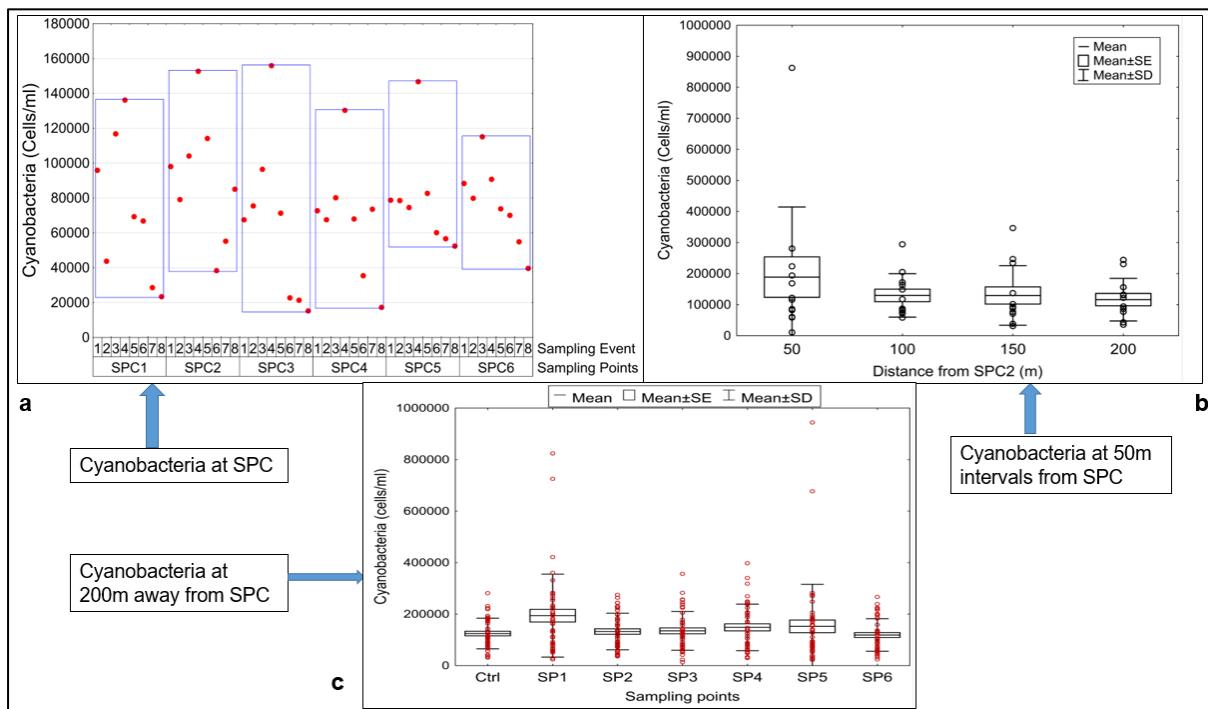 180000
160000
140000
120000
100000
80000
60000
40000
20000
0
Cyanobacteria (Cells/ml)
1 2 3 4 5 6 7 8 1 2 3 4 5 6 7 8 1 2 3 4 5 6 7 8 1 2 3 4 5 6 7 8 1 2 3 4 5 6 7 8 1 2 3 4 5 6 7 8 Sampling Event
SPC1 SPC2 SPC3 SPC4 SPC5 SPC6 Sampling Points
a
1000000
900000
800000
700000
600000
500000
400000
300000
200000
100000
0
Cyanobacteria (Cells/ml)
Mean
Mean±SE
Mean±SD
50 100 150 200
Distance from SPC2 (m)
b
Cyanobacteria at SPC
Cyanobacteria at 50m
intervals from SPC
Cyanobacteria at
200m away from SPC
Mean Mean±SE Mean±SD
1000000
800000
600000
400000
200000
0
Cyanobacteria (cells/ml)
Ctrl SP1 SP2 SP3 SP4 SP5 SP6
Sampling points
c